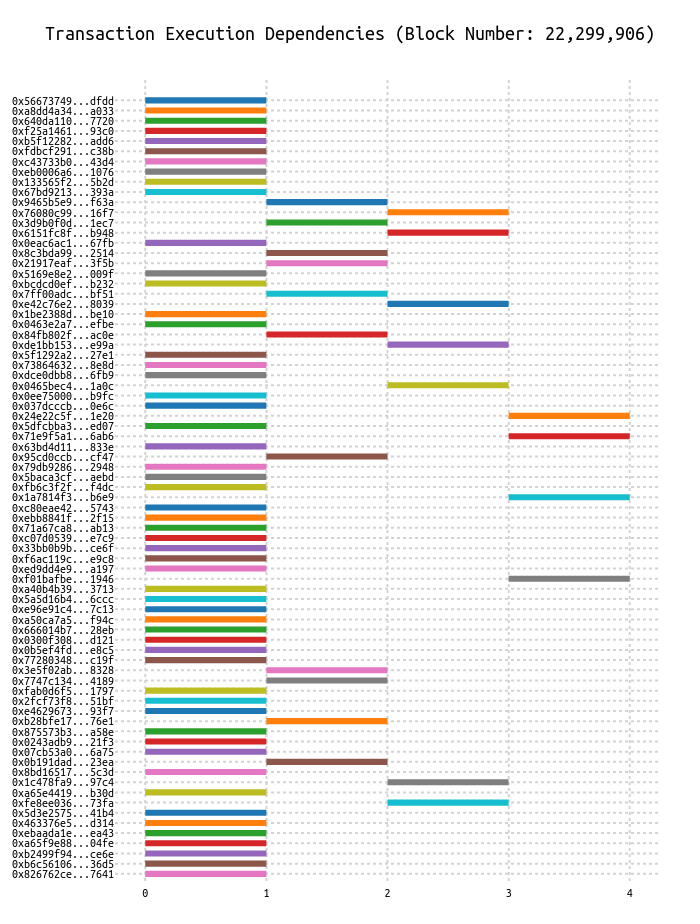 Transaction Execution Dependencies (Block Number: 22,299,906)
0x56673749...dfdd
0xa8dd4a34...a033
0x640da110...7720
0xf25a1461...93c0
0xb5f12282...add6
0xfdbcf291...c38b
0xc43733b0...43d4
0xeb0006a6...1076
0x133565f2...5b2d
0x67bd9213...393a
0x9465b5e9...f63a
0x76080c99...16f7
0x3d9b0f0d...1ec7
0x6151fc8f...b948
0x0eac6ac1...67fb
0x8c3bda99...2514
0x21917eaf...3f5b
0x5169e8e2...009f
0xbcdcd0ef...b232
0x7ff00adc...bf51
0xe42c76e2...8039
0x1be2388d...be10
0x0463e2a7...efbe
0x84fb802f...ac0e
0xde1bb153...e99a
0x5f1292a2...27e1
0x73864632...8e8d
0xdce0dbb8...6fb9
0x0465bec4...1a0c
0x0ee75000...b9fc
0x037dcccb...0e6c
0x24e22c5f...1e20
0x5dfcbba3...ed07
0x71e9f5a1...6ab6
0x63bd4d11...833e
0x95cd0ccb...cf47
0x79db9286...2948
0x5baca3cf...aebd
0xfb6c3f2f...f4dc
0x1a7814f3...b6e9
0xc80eae42...5743
0xebb8841f...2f15
0x71a67ca8...ab13
0xc07d0539...e7c9
0x33bb0b9b...ce6f
0xf6ac119c...e9c8
0xed9dd4e9...a197
0xf01bafbe...1946
0xa40b4b39...3713
0x5a5d16b4...6ccc
0xe96e91c4...7c13
0xa50ca7a5...f94c
0x666014b7...28eb
0x0300f308...d121
0x0b5ef4fd...e8c5
0x77280348...c19f
0x3e5f02ab...8328
0x7747c134...4189
0xfab0d6f5...1797
0x2fcf73f8...51bf
0xe4629673...93f7
0xb28bfe17...76e1
0x875573b3...a58e
0x0243adb9...21f3
0x07cb53a0...6a75
0x0b191dad...23ea
0x8bd16517...5c3d
0x1c478fa9...97c4
0xa65e4419...b30d
0xfe8ee036...73fa
0x5d3e2575...41b4
0x463376e5...d314
0xebaada1e...ea43
0xa65f9e88...04fe
0xb2499f94...ce6e
0xb6c56106...36d5
0x826762ce...7641
0 1 2 3 4